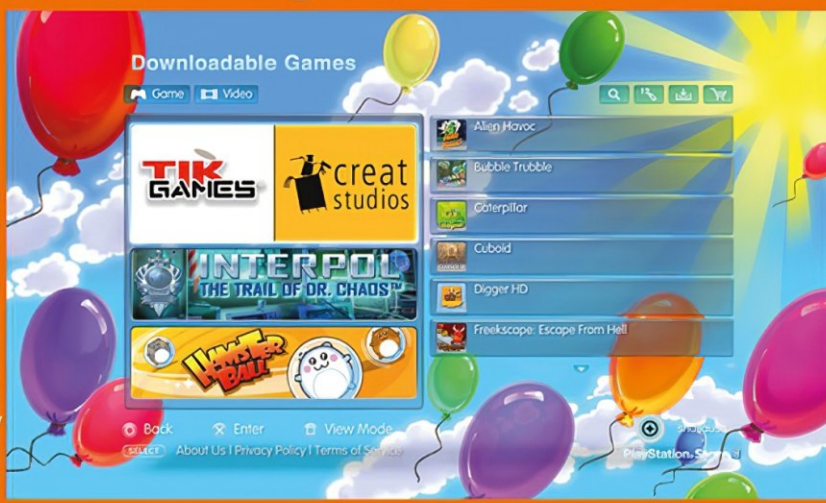 Downloadable Games
Game
Video
TIK
GAMES
creat
studios
INTERPOL
THE TRAIL OF DR. CHAOS™
HAMSTER
BALL
Alien Havoc
Bubble Trubble
Caterpillar
Cuboid
Digger HD
Freekscape: Escape From Hell
Back
Enter
View Mode
SELECT
About Us | Privacy Policy | Terms of Service
PlayStation Store